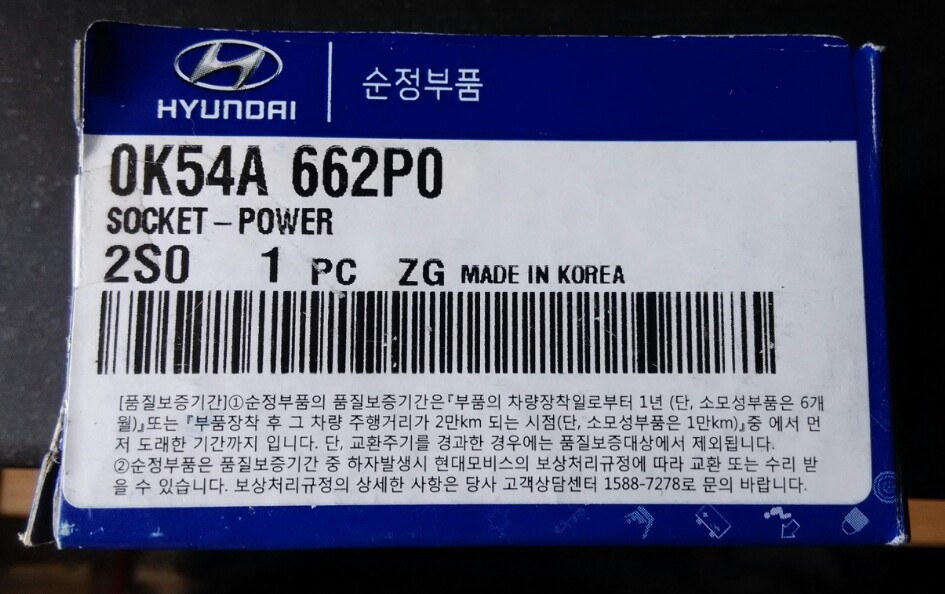 HYUNDAI
순정부품
0K54A 662P0
SOCKET – POWER
2S0 1 PC ZG MADE IN KOREA
[품질보증기간]①순정부품의 품질보증기간은『부품의 차량장착일로부터 1년 (단, 소모성부품은 6개
월)』또는 『부품장착 후 그 차량 주행거리가 2만km 되는 시점(단, 소모성부품은 1만km)』중 에서 먼
저 도래한 기간까지 입니다. 단, 교환주기를 경과한 경우에는 품질보증대상에서 제외됩니다.
②순정부품은 품질보증기간 중 하자발생시 현대모비스의 보상처리규정에 따라 교환 또는 수리 받
을 수 있습니다. 보상처리규정의 상세한 사항은 당사 고객상담센터 1588-7278로 문의 바랍니다.